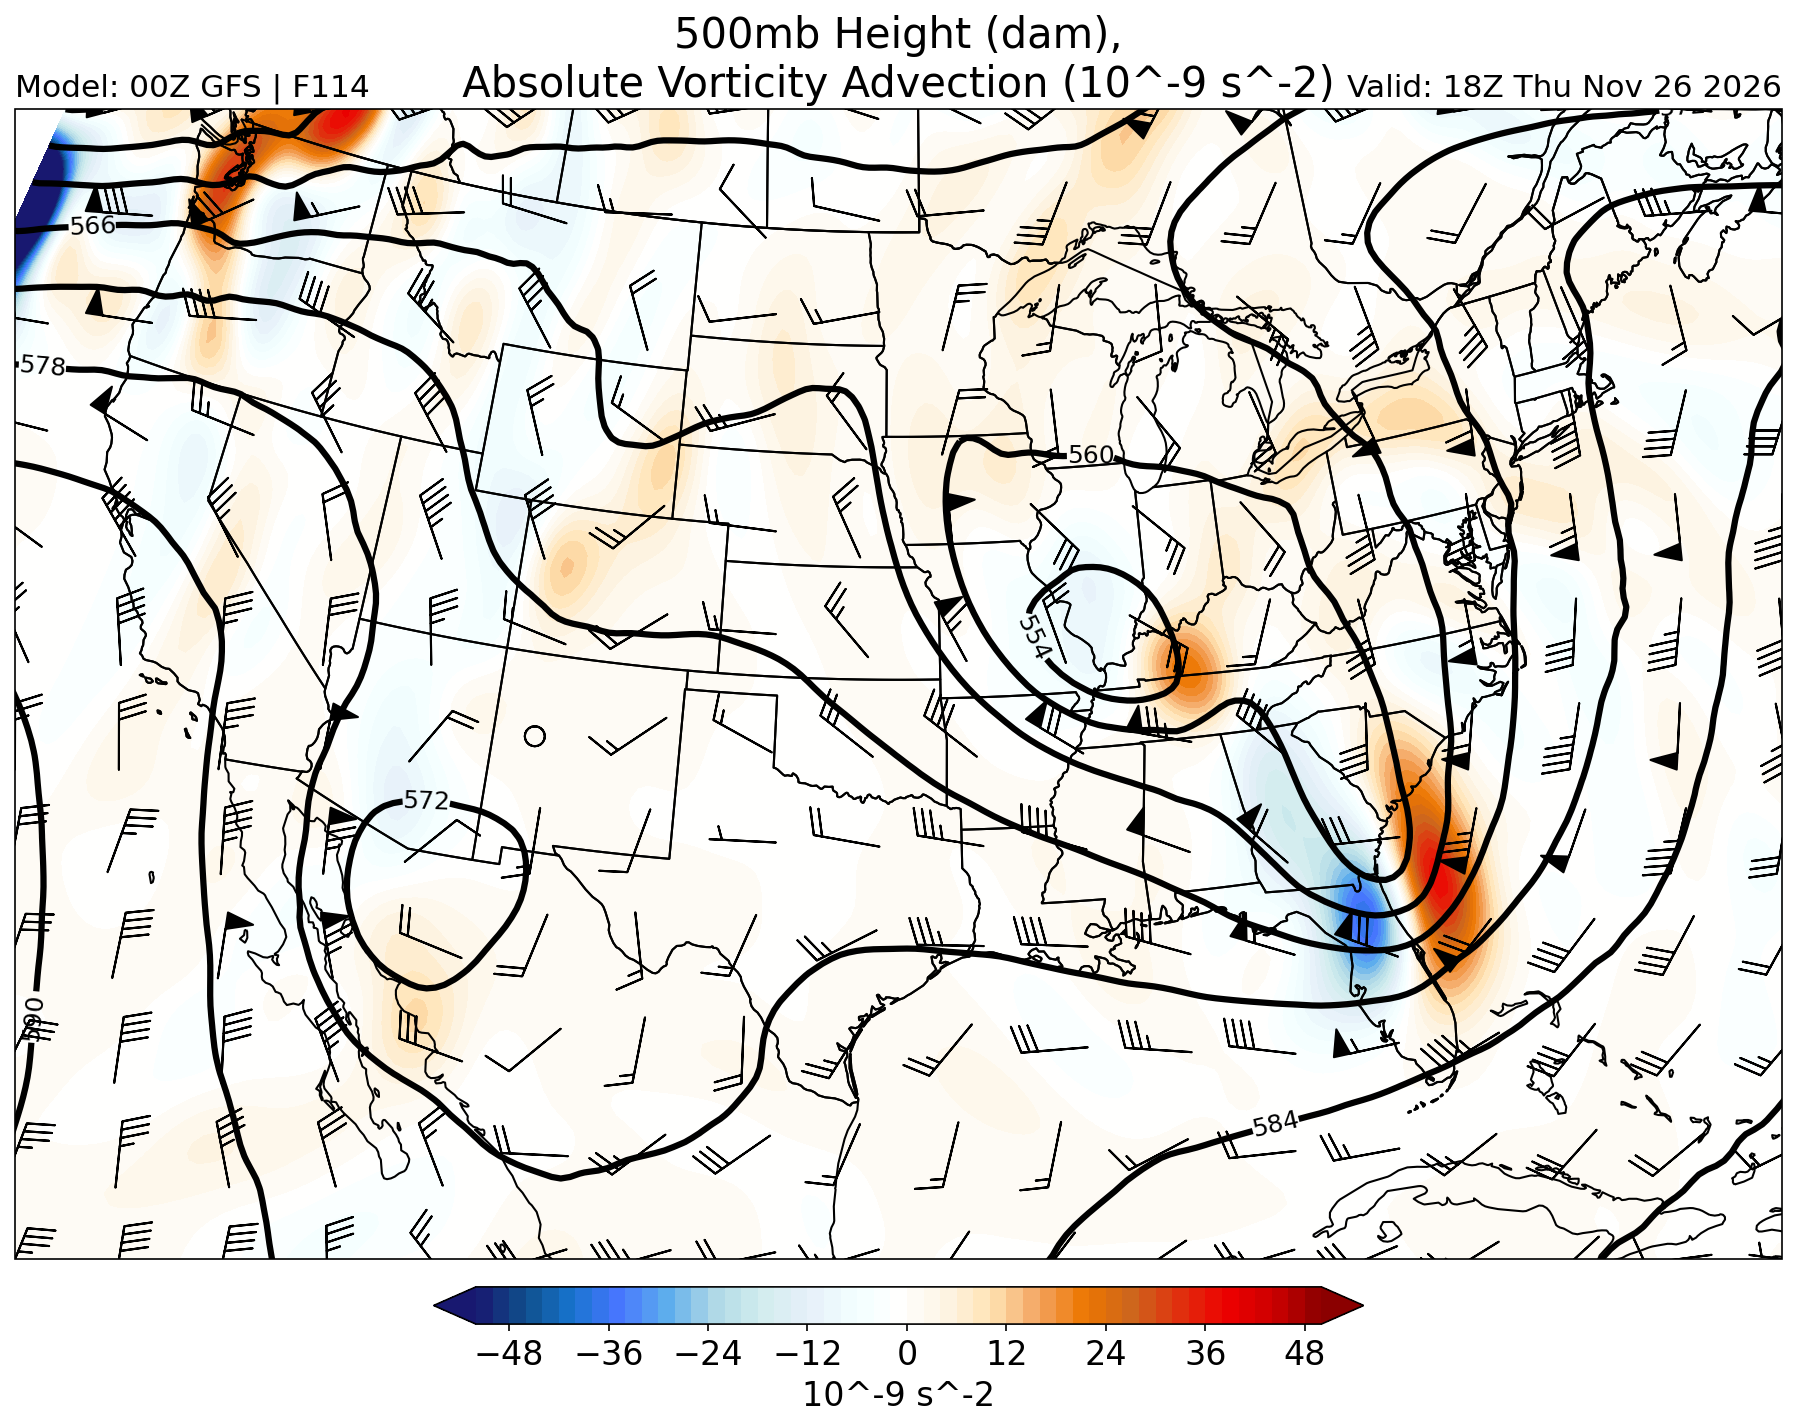 500mb Height (dam),
Model: 00Z GFS | F114
Absolute Vorticity Advection (10^-9 s^-2)
Valid: 18Z Thu Nov 26 2026
566
578
560
554
572
590
584
−48 −36 −24 −12 0 12 24 36 48
10^-9 s^-2